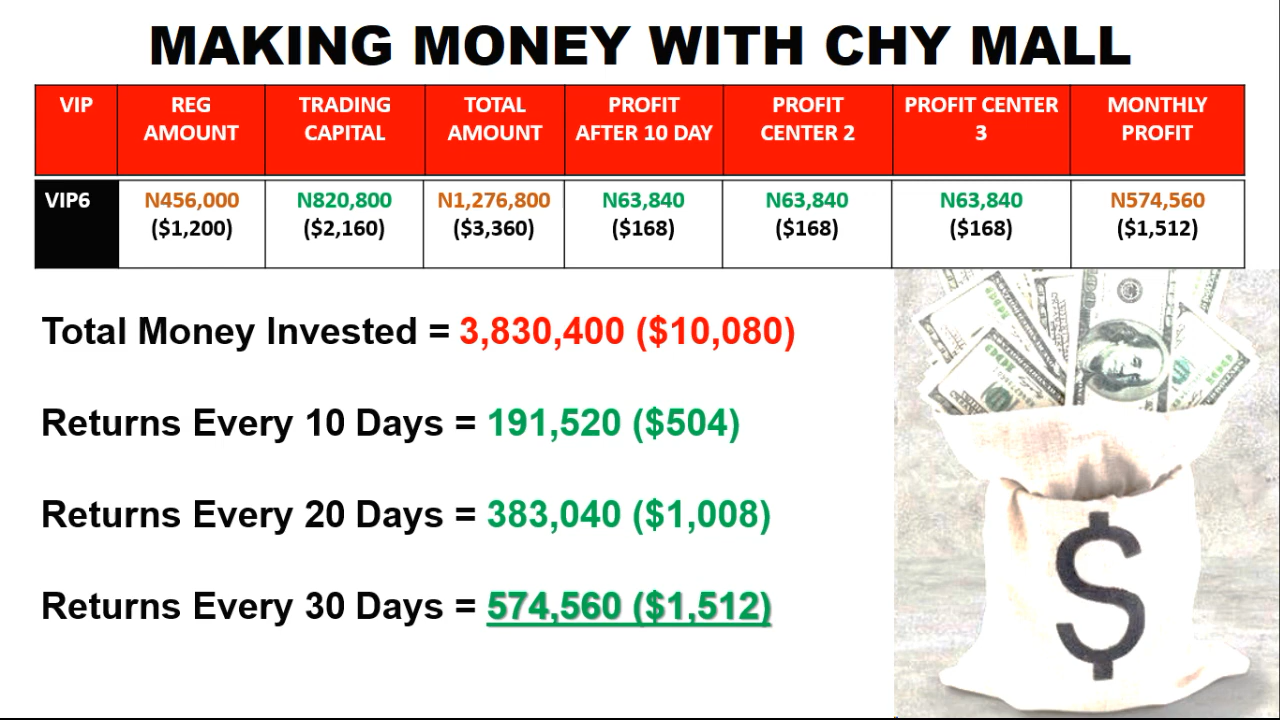 MAKING MONEY WITH CHY MALL
VIP
REG
AMOUNT
TRADING
CAPITAL
TOTAL
AMOUNT
PROFIT
AFTER 10 DAY
PROFIT
CENTER 2
PROFIT CENTER
3
MONTHLY
PROFIT
VIP6
N456,000
($1,200)
N820,800
($2,160)
N1,276,800
($3,360)
N63,840
($168)
N63,840
($168)
N63,840
($168)
N574,560
($1,512)
Total Money Invested = 3,830,400 ($10,080)
Returns Every 10 Days = 191,520 ($504)
Returns Every 20 Days = 383,040 ($1,008)
Returns Every 30 Days = 574,560 ($1,512)
$